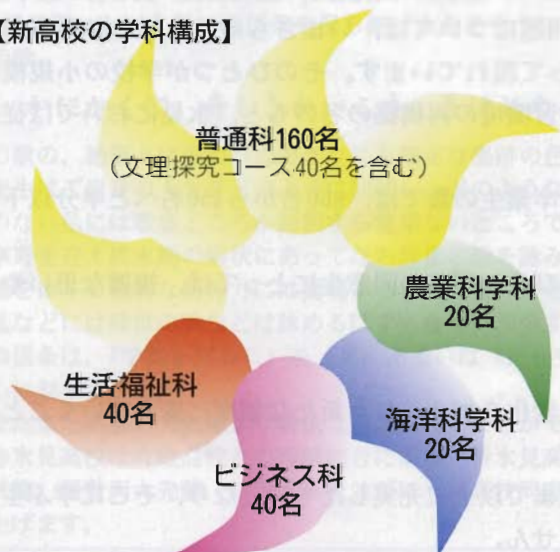 【新高校の学科構成】
普通科160名
(文理探究コース40名を含む)
農業科学科
20名
生活福祉科
40名
海洋科学科
20名
ビジネス科
40名